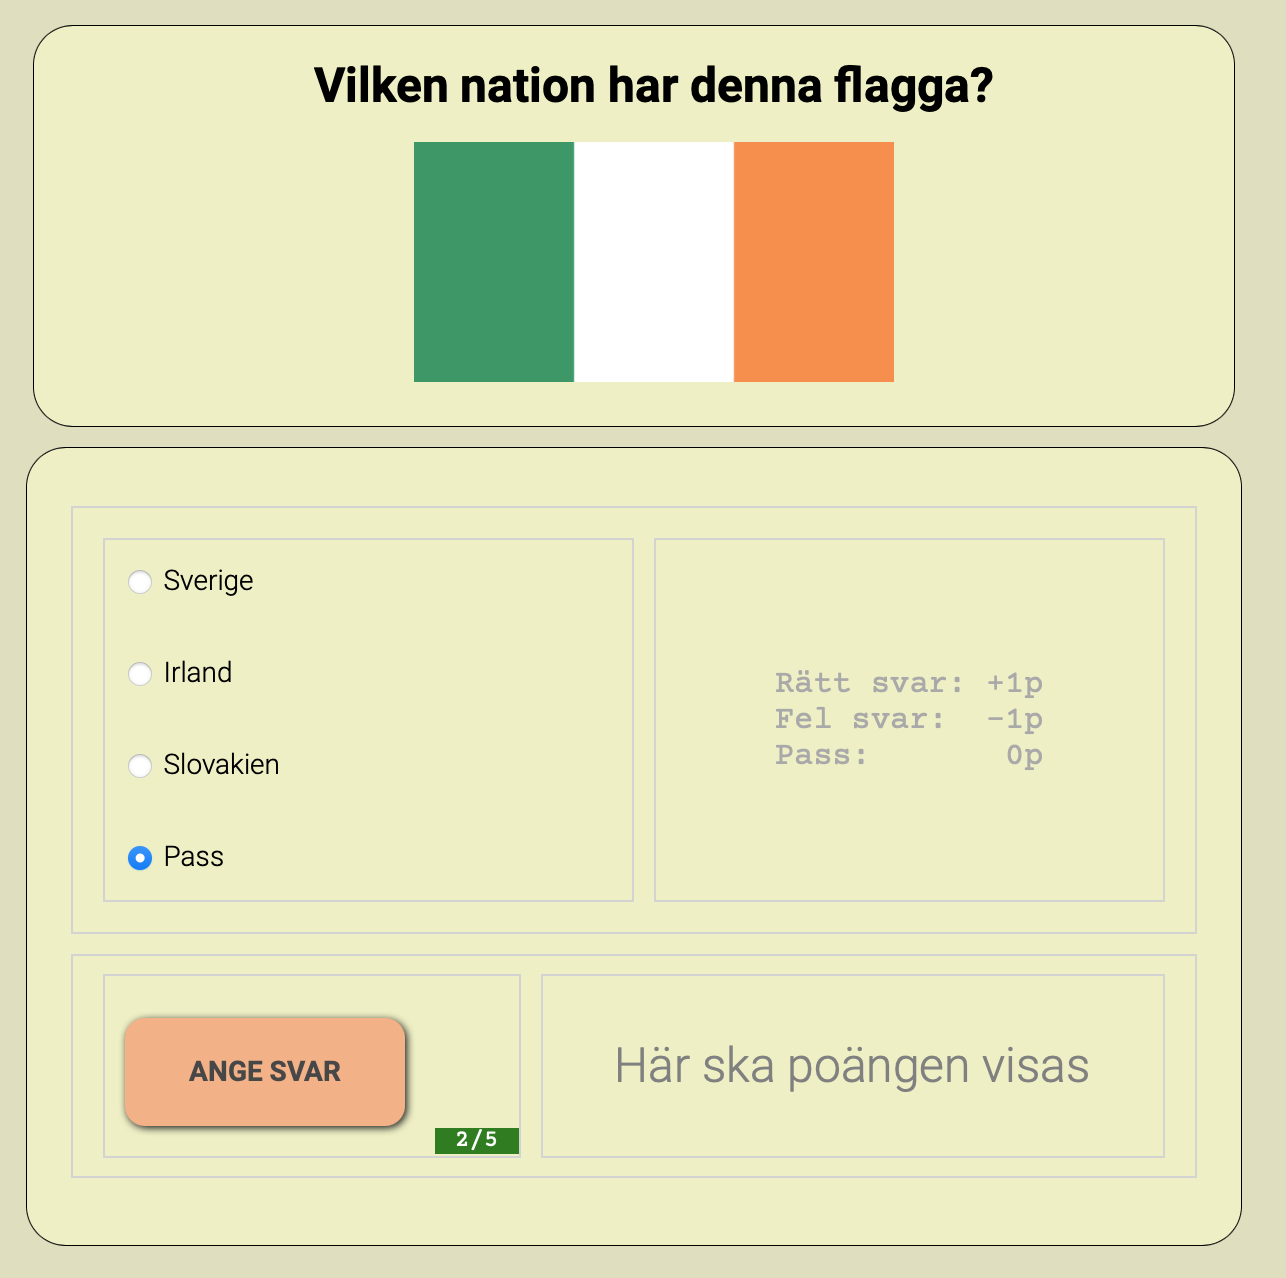 Vilken nation har denna flagga?
Sverige
Irland
Slovakien
Pass
Rätt svar: +1p
Fel svar:  -1p
Pass:       0p
ANGE SVAR
2/5
Här ska poängen visas